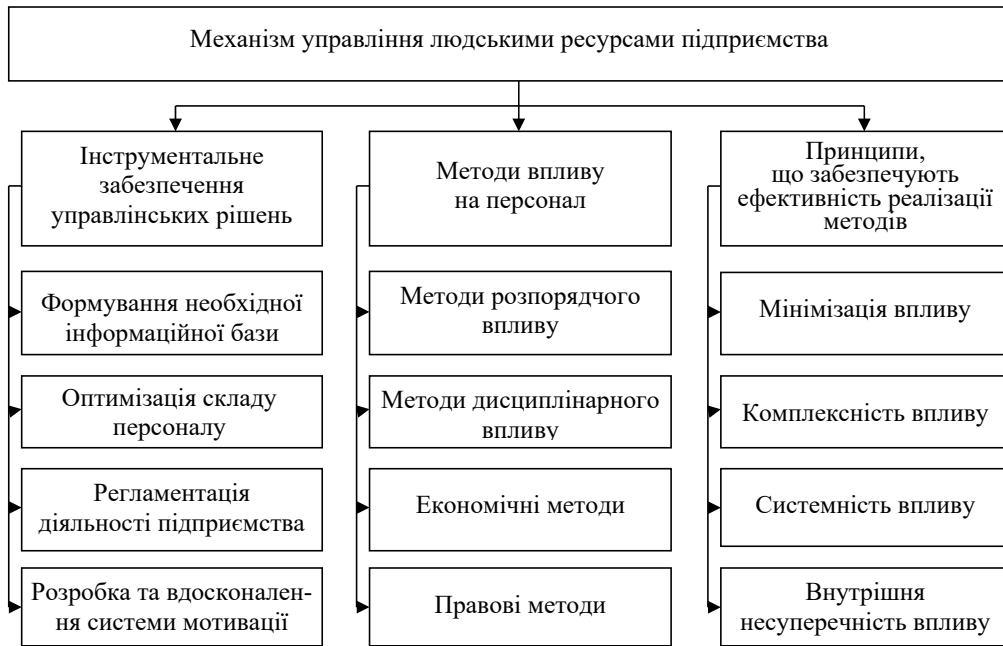 Механізм управління людськими ресурсами підприємства
Інструментальне
забезпечення
управлінських рішень
Методи впливу
на персонал
Принципи,
що забезпечують
ефективність реалізації
методів
Формування необхідної
інформаційної бази
Методи розпорядчого
впливу
Мінімізація впливу
Оптимізація складу
персоналу
Методи дисциплінарного
впливу
Комплексність впливу
Регламентація
діяльності підприємства
Економічні методи
Системність впливу
Розробка та вдосконален-
ня системи мотивації
Правові методи
Внутрішня
несуперечність впливу